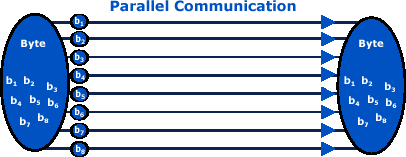 Parallel Communication
Byte
b1 b2 b3
b4 b5 b6
b7 b8
b1
b2
b3
b4
b5
b6
b7
b8
Byte
b1 b2 b3
b4 b5 b6
b7 b8